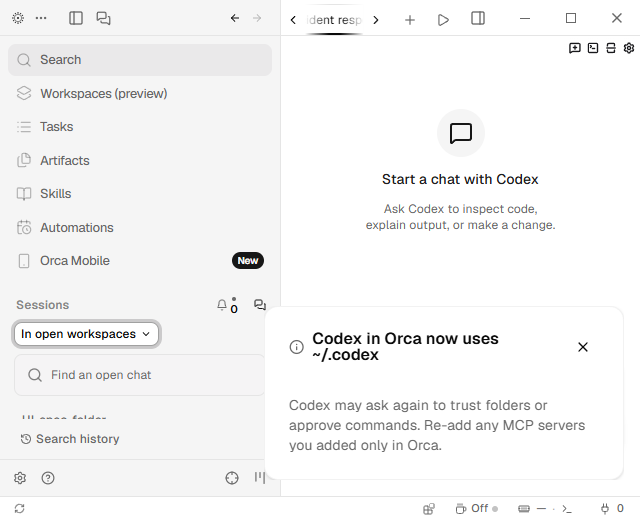 dent resp
Search
Workspaces (preview)
Tasks
Artifacts
Skills
Automations
Orca Mobile
New
Sessions
0
In open workspaces
Find an open chat
Search history
Start a chat with Codex
Ask Codex to inspect code,
explain output, or make a change.
Codex in Orca now uses
~/.codex
Codex may ask again to trust folders or
approve commands. Re-add any MCP servers
you added only in Orca.
Off
0